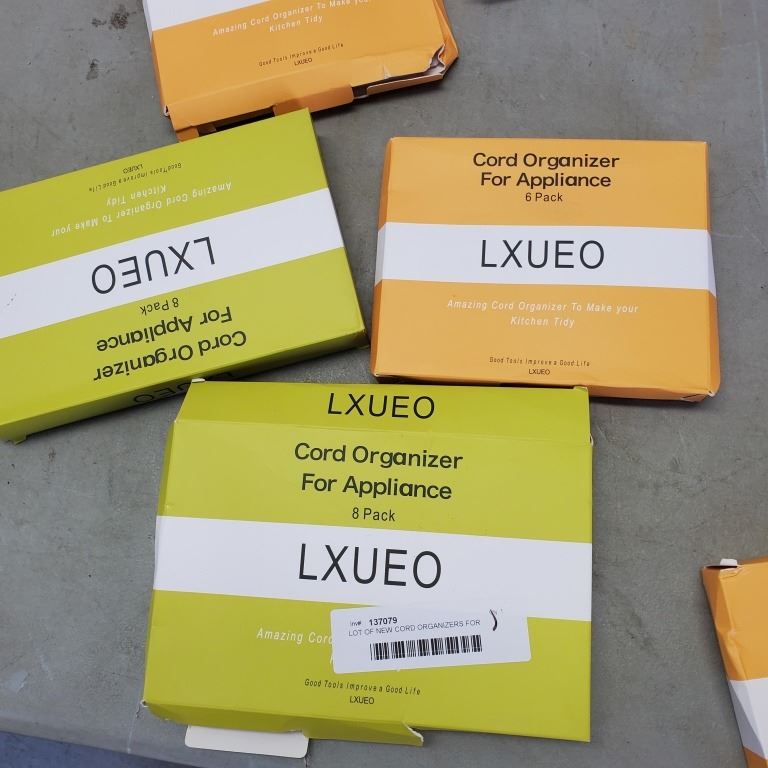 Amazing Cord Organizer To Make your
Kitchen Tidy
Good Tools Improve a Good Life
LXUEO
LXUEO
Cord Organizer
For Appliance
8 Pack
LXUEO
Amazing Cord Organizer To Make your
Kitchen Tidy
Good Tools Improve a Good Life
LXUEO
Cord Organizer
For Appliance
6 Pack
LXUEO
Amazing Cord Organizer To Make your
Kitchen Tidy
Good Tools Improve a Good Life
LXUEO
LXUEO
Cord Organizer
For Appliance
8 Pack
LXUEO
Amazing
Inv# 137079
LOT OF NEW CORD ORGANIZERS FOR
Good Tools Improve a Good Life
LXUEO